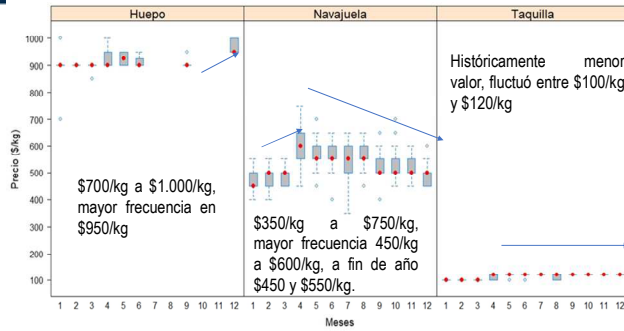 Huepo
Navajuela
Taquilla
Precio ($/kg)
1000
900
800
700
600
500
400
300
200
100
$700/kg a $1.000/kg,
mayor frecuencia en
$950/kg
$350/kg a $750/kg,
mayor frecuencia 450/kg
a $600/kg, a fin de año
$450 y $550/kg.
Históricamente menor
valor, fluctuó entre $100/kg
y $120/kg
1 2 3 4 5 6 7 8 9 10 11 12
1 2 3 4 5 6 7 8 9 10 11 12
1 2 3 4 5 6 7 8 9 10 11 12
Meses